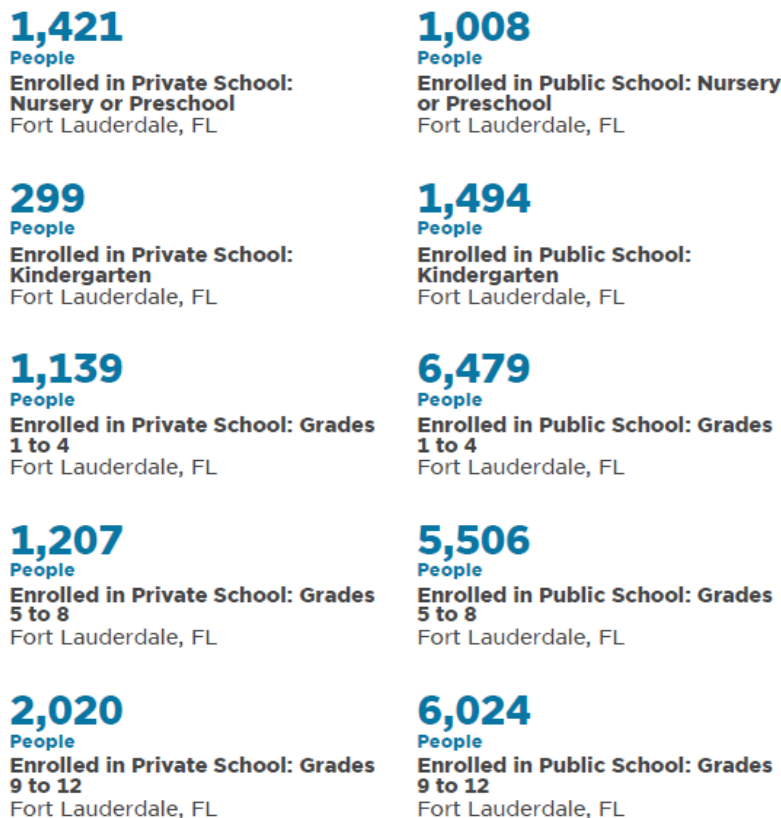 1,421
People
Enrolled in Private School:
Nursery or Preschool
Fort Lauderdale, FL
1,008
People
Enrolled in Public School: Nursery
or Preschool
Fort Lauderdale, FL
299
People
Enrolled in Private School:
Kindergarten
Fort Lauderdale, FL
1,494
People
Enrolled in Public School:
Kindergarten
Fort Lauderdale, FL
1,139
People
Enrolled in Private School: Grades
1 to 4
Fort Lauderdale, FL
6,479
People
Enrolled in Public School: Grades
1 to 4
Fort Lauderdale, FL
1,207
People
Enrolled in Private School: Grades
5 to 8
Fort Lauderdale, FL
5,506
People
Enrolled in Public School: Grades
5 to 8
Fort Lauderdale, FL
2,020
People
Enrolled in Private School: Grades
9 to 12
Fort Lauderdale, FL
6,024
People
Enrolled in Public School: Grades
9 to 12
Fort Lauderdale, FL